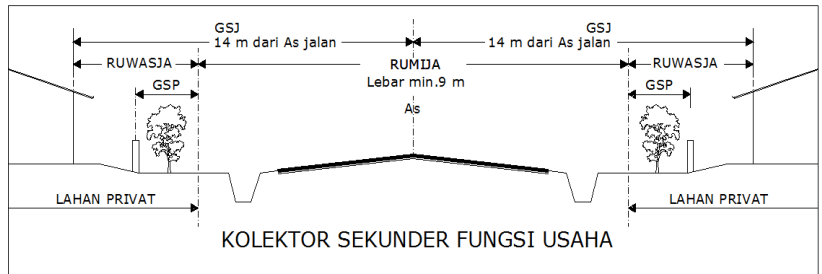 GSJ
GSJ
14 m dari As jalan
14 m dari As jalan
RUWASJA
RUMIJA
RUWASJA
Lebar min.9 m
GSP
GSP
As
LAHAN PRIVAT
LAHAN PRIVAT
KOLEKTOR SEKUNDER FUNGSI USAHA